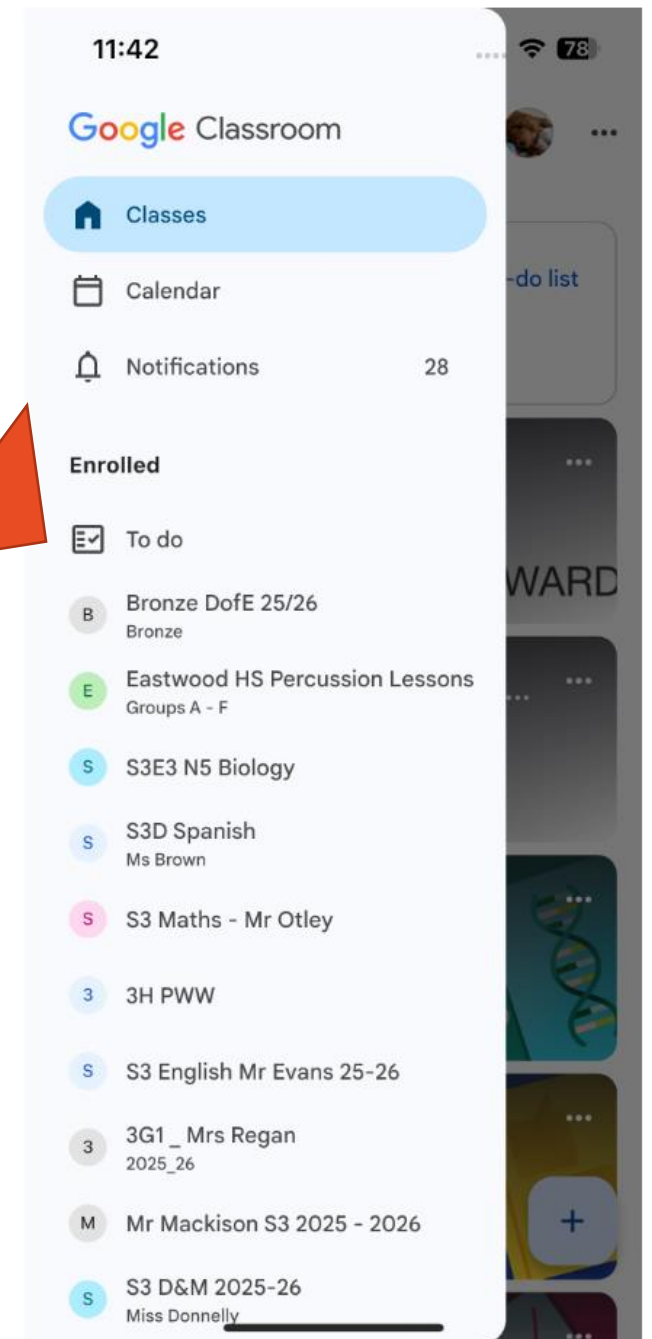 11:42
78
Google Classroom
Classes
Calendar
-do list
Notifications 28
Enrolled
To do
WARD
B
Bronze DofE 25/26
Bronze
E
Eastwood HS Percussion Lessons
Groups A - F
S
S3E3 N5 Biology
S
S3D Spanish
Ms Brown
S
S3 Maths - Mr Otley
3
3H PWW
S
S3 English Mr Evans 25-26
3
3G1 _ Mrs Regan
2025_26
M
Mr Mackison S3 2025 - 2026
+
S
S3 D&M 2025-26
Miss Donnelly